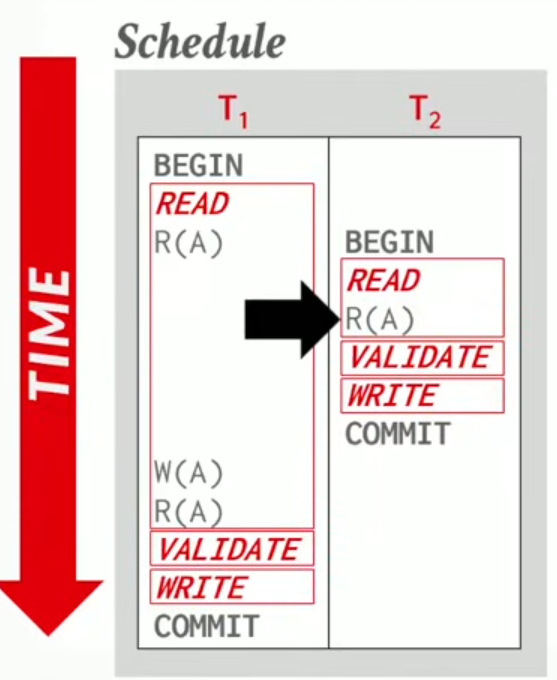 Schedule
TIME
T1 T2
BEGIN
READ
R(A) BEGIN
READ
R(A)
VALIDATE
WRITE
COMMIT
W(A)
R(A)
VALIDATE
WRITE
COMMIT